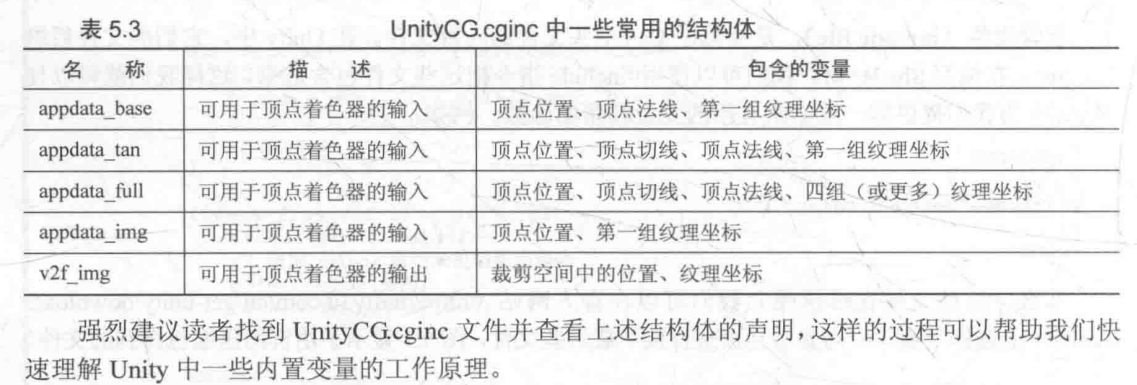 表 5.3 UnityCG.cginc 中一些常用的结构体
名 称 描 述 包含的变量
appdata_base 可用于顶点着色器的输入 顶点位置、顶点法线、第一组纹理坐标
appdata_tan 可用于顶点着色器的输入 顶点位置、顶点切线、顶点法线、第一组纹理坐标
appdata_full 可用于顶点着色器的输入 顶点位置、顶点切线、顶点法线、四组（或更多）纹理坐标
appdata_img 可用于顶点着色器的输入 顶点位置、第一组纹理坐标
v2f_img 可用于顶点着色器的输出 裁剪空间中的位置、纹理坐标
强烈建议读者找到 UnityCG.cginc 文件并查看上述结构体的声明，这样的过程可以帮助我们快
速理解 Unity 中一些内置变量的工作原理。